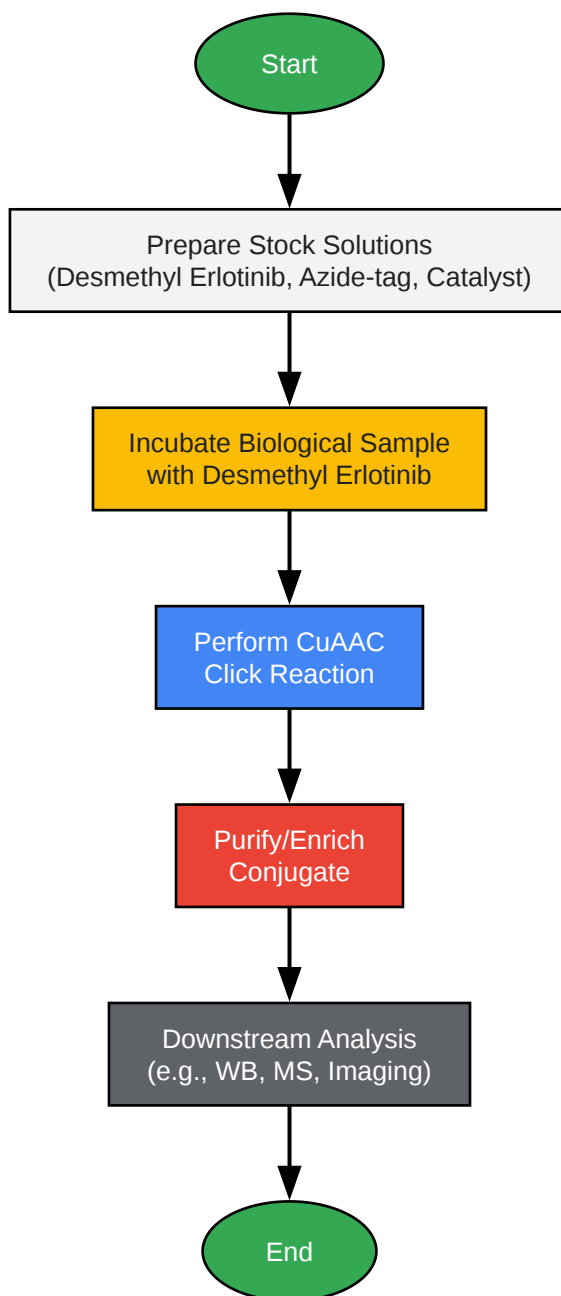 Start
Prepare Stock Solutions
(Desmethyl Erlotinib, Azide-tag, Catalyst)
Incubate Biological Sample
with Desmethyl Erlotinib
Perform CuAAC
Click Reaction
Purify/Enrich
Conjugate
Downstream Analysis
(e.g., WB, MS, Imaging)
End